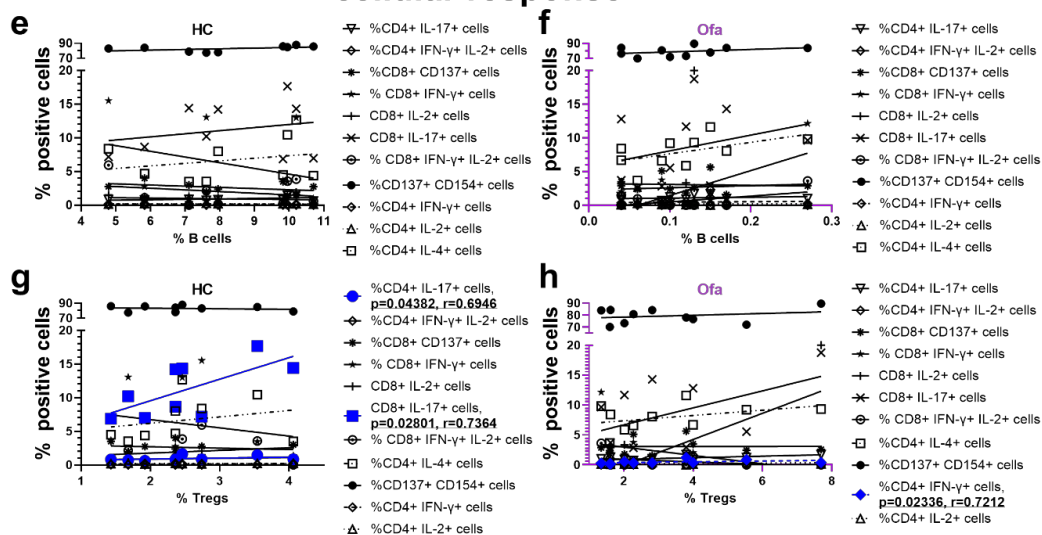 e
HC
% positive cells
90
70
20
15
10
5
0
4
5
6
7
8
9
10
11
% B cells
%CD4+ IL-17+ cells
%CD4+ IFN-γ+ IL-2+ cells
%CD8+ CD137+ cells
% CD8+ IFN-γ+ cells
CD8+ IL-2+ cells
CD8+ IL-17+ cells
% CD8+ IFN-γ+ IL-2+ cells
%CD137+ CD154+ cells
%CD4+ IFN-γ+ cells
%CD4+ IL-2+ cells
%CD4+ IL-4+ cells
f
Ofa
% positive cells
90
70
20
15
10
5
0
0.0
0.1
0.2
0.3
% B cells
%CD4+ IL-17+ cells
%CD4+ IFN-γ+ IL-2+ cells
%CD8+ CD137+ cells
% CD8+ IFN-γ+ cells
CD8+ IL-2+ cells
CD8+ IL-17+ cells
% CD8+ IFN-γ+ IL-2+ cells
%CD137+ CD154+ cells
%CD4+ IFN-γ+ cells
%CD4+ IL-2+ cells
%CD4+ IL-4+ cells
g
HC
% positive cells
90
70
20
15
10
5
0
1
2
3
4
% Tregs
%CD4+ IL-17+ cells,
p=0.04382, r=0.6946
%CD4+ IFN-γ+ IL-2+ cells
%CD8+ CD137+ cells
% CD8+ IFN-γ+ cells
CD8+ IL-2+ cells
CD8+ IL-17+ cells,
p=0.02801, r=0.7364
% CD8+ IFN-γ+ IL-2+ cells
%CD4+ IL-4+ cells
%CD137+ CD154+ cells
%CD4+ IFN-γ+ cells
%CD4+ IL-2+ cells
h
Ofa
% positive cells
90
80
70
20
15
10
5
0
2
4
6
8
% Tregs
%CD4+ IL-17+ cells
%CD4+ IFN-γ+ IL-2+ cells
%CD8+ CD137+ cells
% CD8+ IFN-γ+ cells
CD8+ IL-2+ cells
CD8+ IL-17+ cells
% CD8+ IFN-γ+ IL-2+ cells
%CD4+ IL-4+ cells
%CD137+ CD154+ cells
%CD4+ IFN-γ+ cells,
p=0.02336, r=0.7212
%CD4+ IL-2+ cells